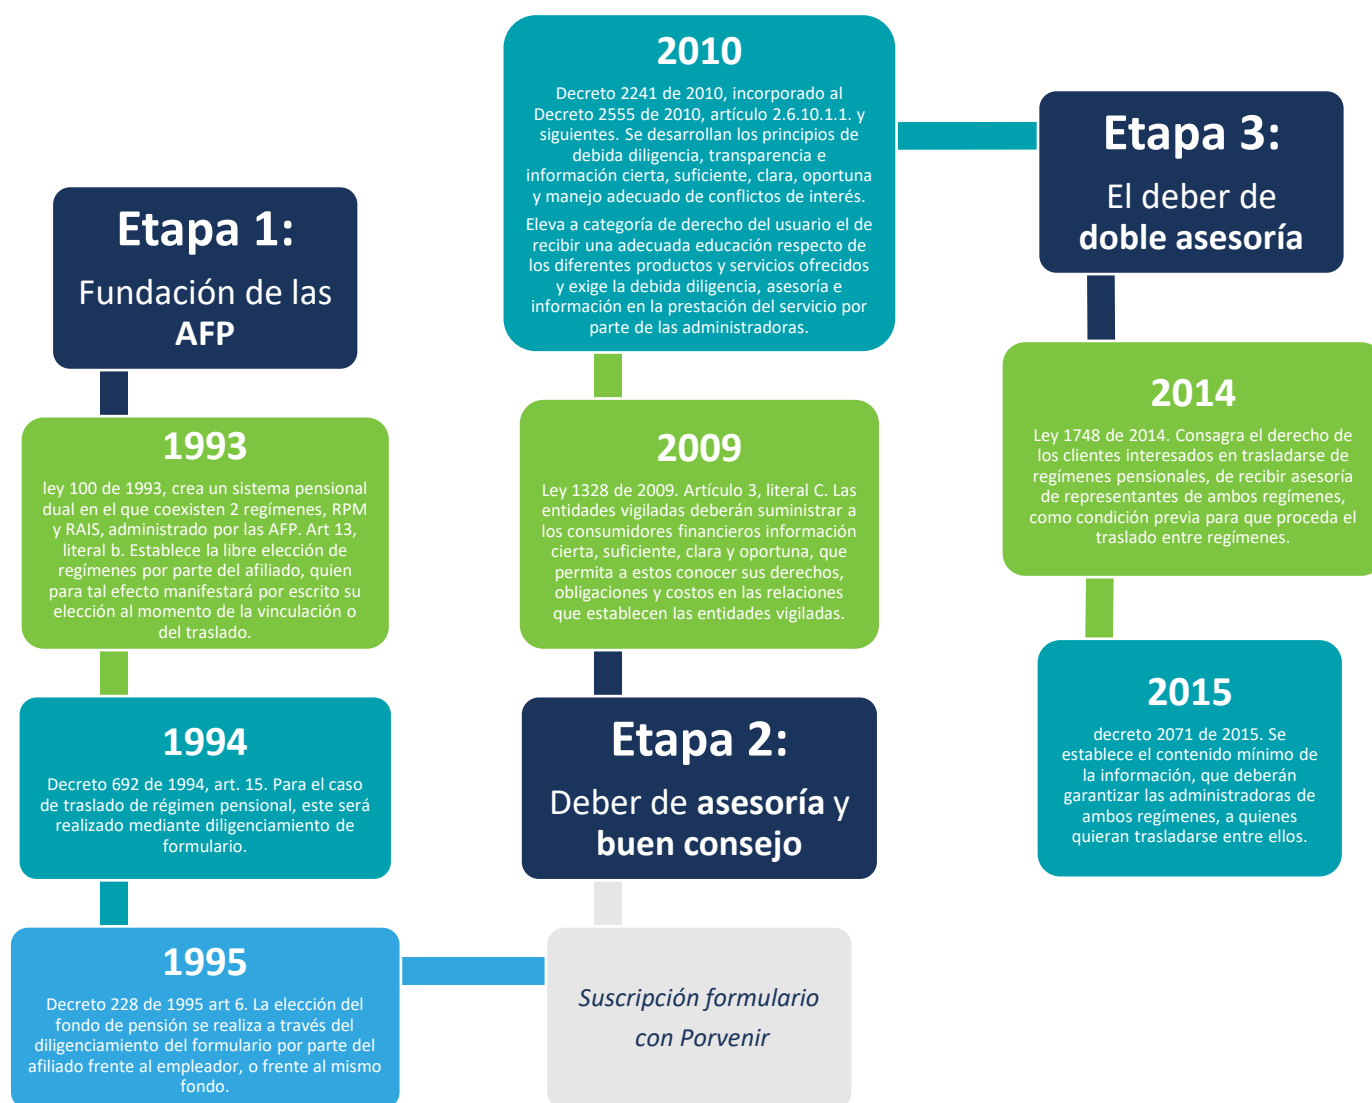 Etapa 1:
Fundación de las
AFP
1993
ley 100 de 1993, crea un sistema pensional
dual en el que coexisten 2 regímenes, RPM
y RAIS, administrado por las AFP. Art 13,
literal b. Establece la libre elección de
regímenes por parte del afiliado, quien
para tal efecto manifestará por escrito su
elección al momento de la vinculación o
del traslado.
1994
Decreto 692 de 1994, art. 15. Para el caso
de traslado de régimen pensional, este será
realizado mediante diligenciamiento de
formulario.
1995
Decreto 228 de 1995 art 6. La elección del
fondo de pensión se realiza a través del
diligenciamiento del formulario por parte del
afiliado frente al empleador, o frente al mismo
fondo.
Suscripción formulario
con Porvenir
Etapa 2:
Deber de asesoría y
buen consejo
2009
Ley 1328 de 2009. Artículo 3, literal C. Las
entidades vigiladas deberán suministrar a
los consumidores financieros información
cierta, suficiente, clara y oportuna, que
permita a estos conocer sus derechos,
obligaciones y costos en las relaciones
que establecen las entidades vigiladas.
2010
Decreto 2241 de 2010, incorporado al
Decreto 2555 de 2010, artículo 2.6.10.1.1. y
siguientes. Se desarrollan los principios de
debida diligencia, transparencia e
información cierta, suficiente, clara, oportuna
y manejo adecuado de conflictos de interés.
Eleva a categoría de derecho del usuario el de
recibir una adecuada educación respecto de
los diferentes productos y servicios ofrecidos
y exige la debida diligencia, asesoría e
información en la prestación del servicio por
parte de las administradoras.
Etapa 3:
El deber de
doble asesoría
2014
Ley 1748 de 2014. Consagra el derecho de
los clientes interesados en trasladarse de
regímenes pensionales, de recibir asesoría
de representantes de ambos regímenes,
como condición previa para que proceda el
traslado entre regímenes.
2015
decreto 2071 de 2015. Se
establece el contenido mínimo de
la información, que deberán
garantizar las administradoras de
ambos regímenes, a quienes
quieran trasladarse entre ellos.